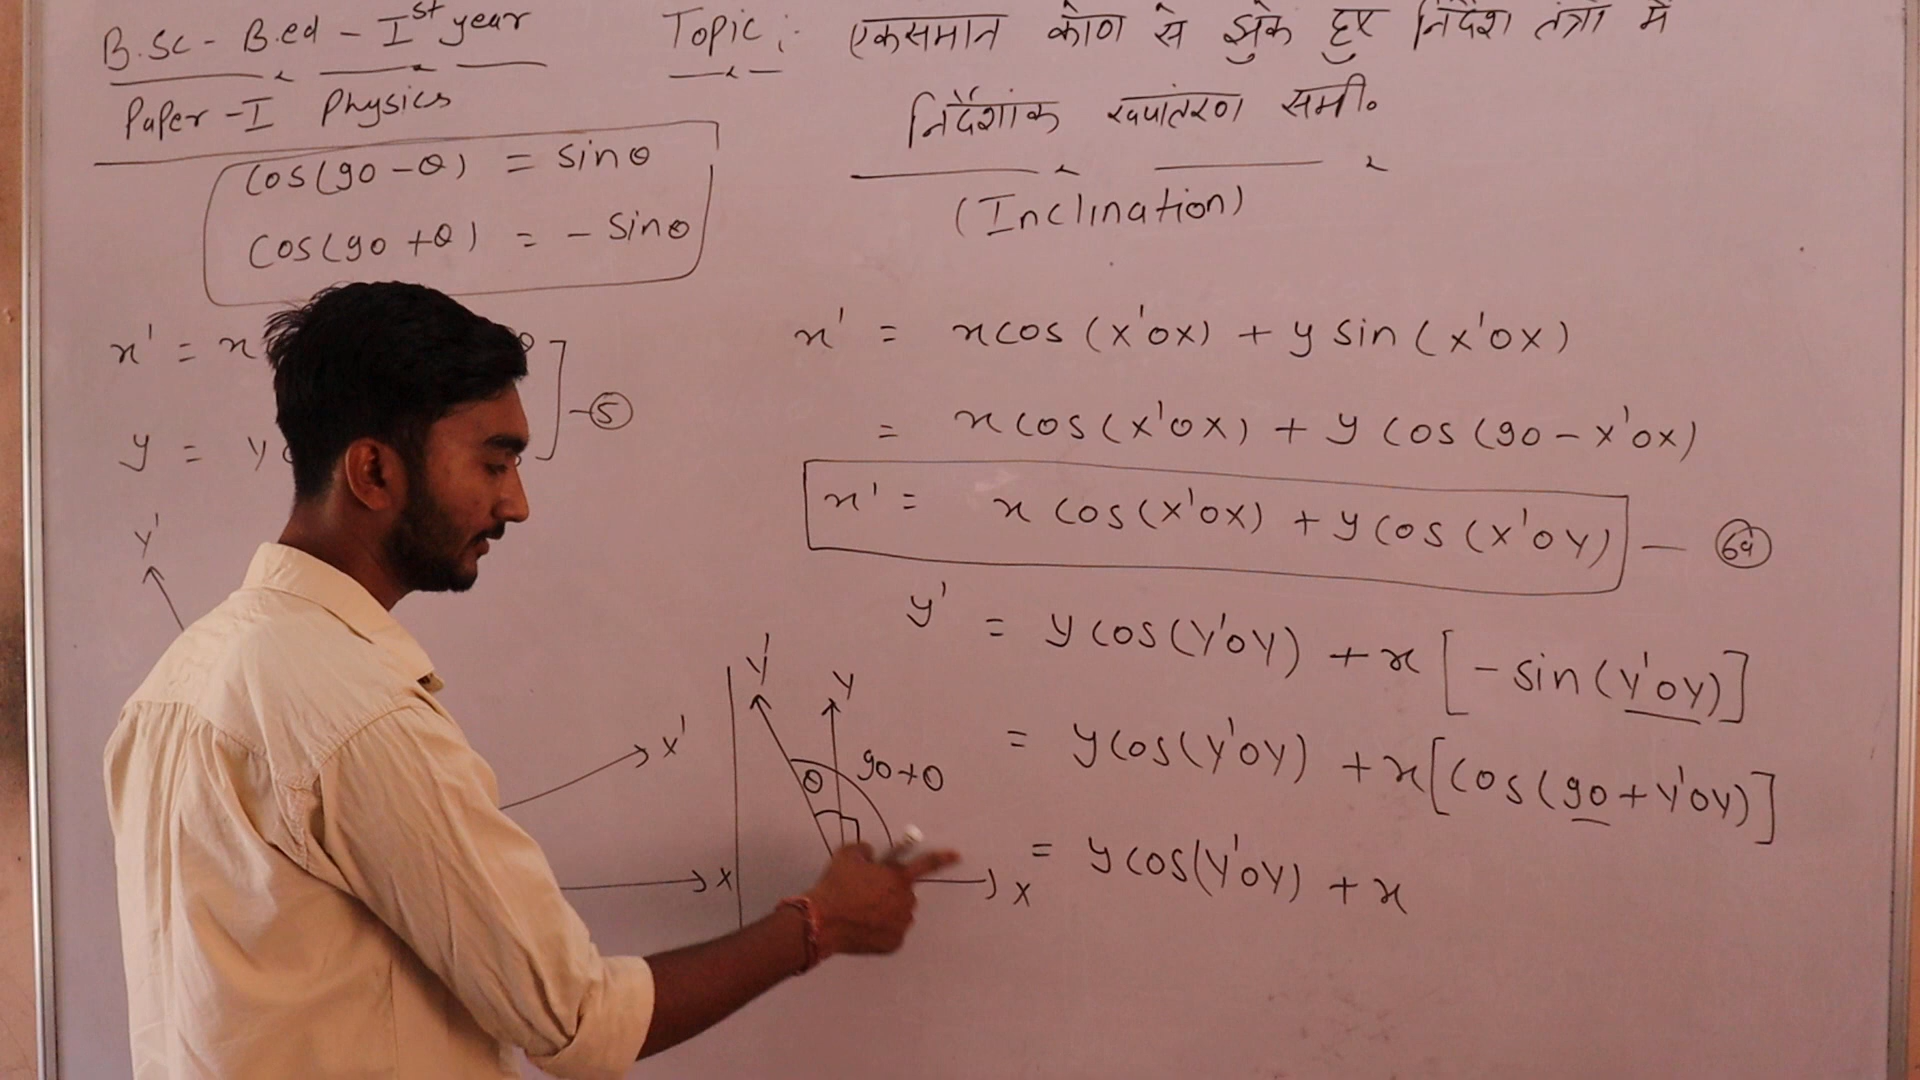 B.Sc - B.ed - Ist year
Paper - I Physics
Topic :- एकसमान कोण से झुके हुए निर्देश तंत्रों में
निर्देशांक रूपांतरण समी.
(Inclination)
cos(90 - θ) = sinθ
cos(90 + θ) = - sinθ
x' = x
y = y
5
x' = x cos (X'OX) + y sin (X'OX)
= x cos (X'OX) + y cos (90 - X'OX)
x' = x cos(X'OX) + y cos (X'OY) — 6a
y' = y cos(Y'OY) + x [- sin (Y'OY)]
= y cos(Y'OY) + x [cos (90 + Y'OY)]
= y cos(Y'OY) + x
Y'
X'
X
Y'
Y
θ
90+θ
X